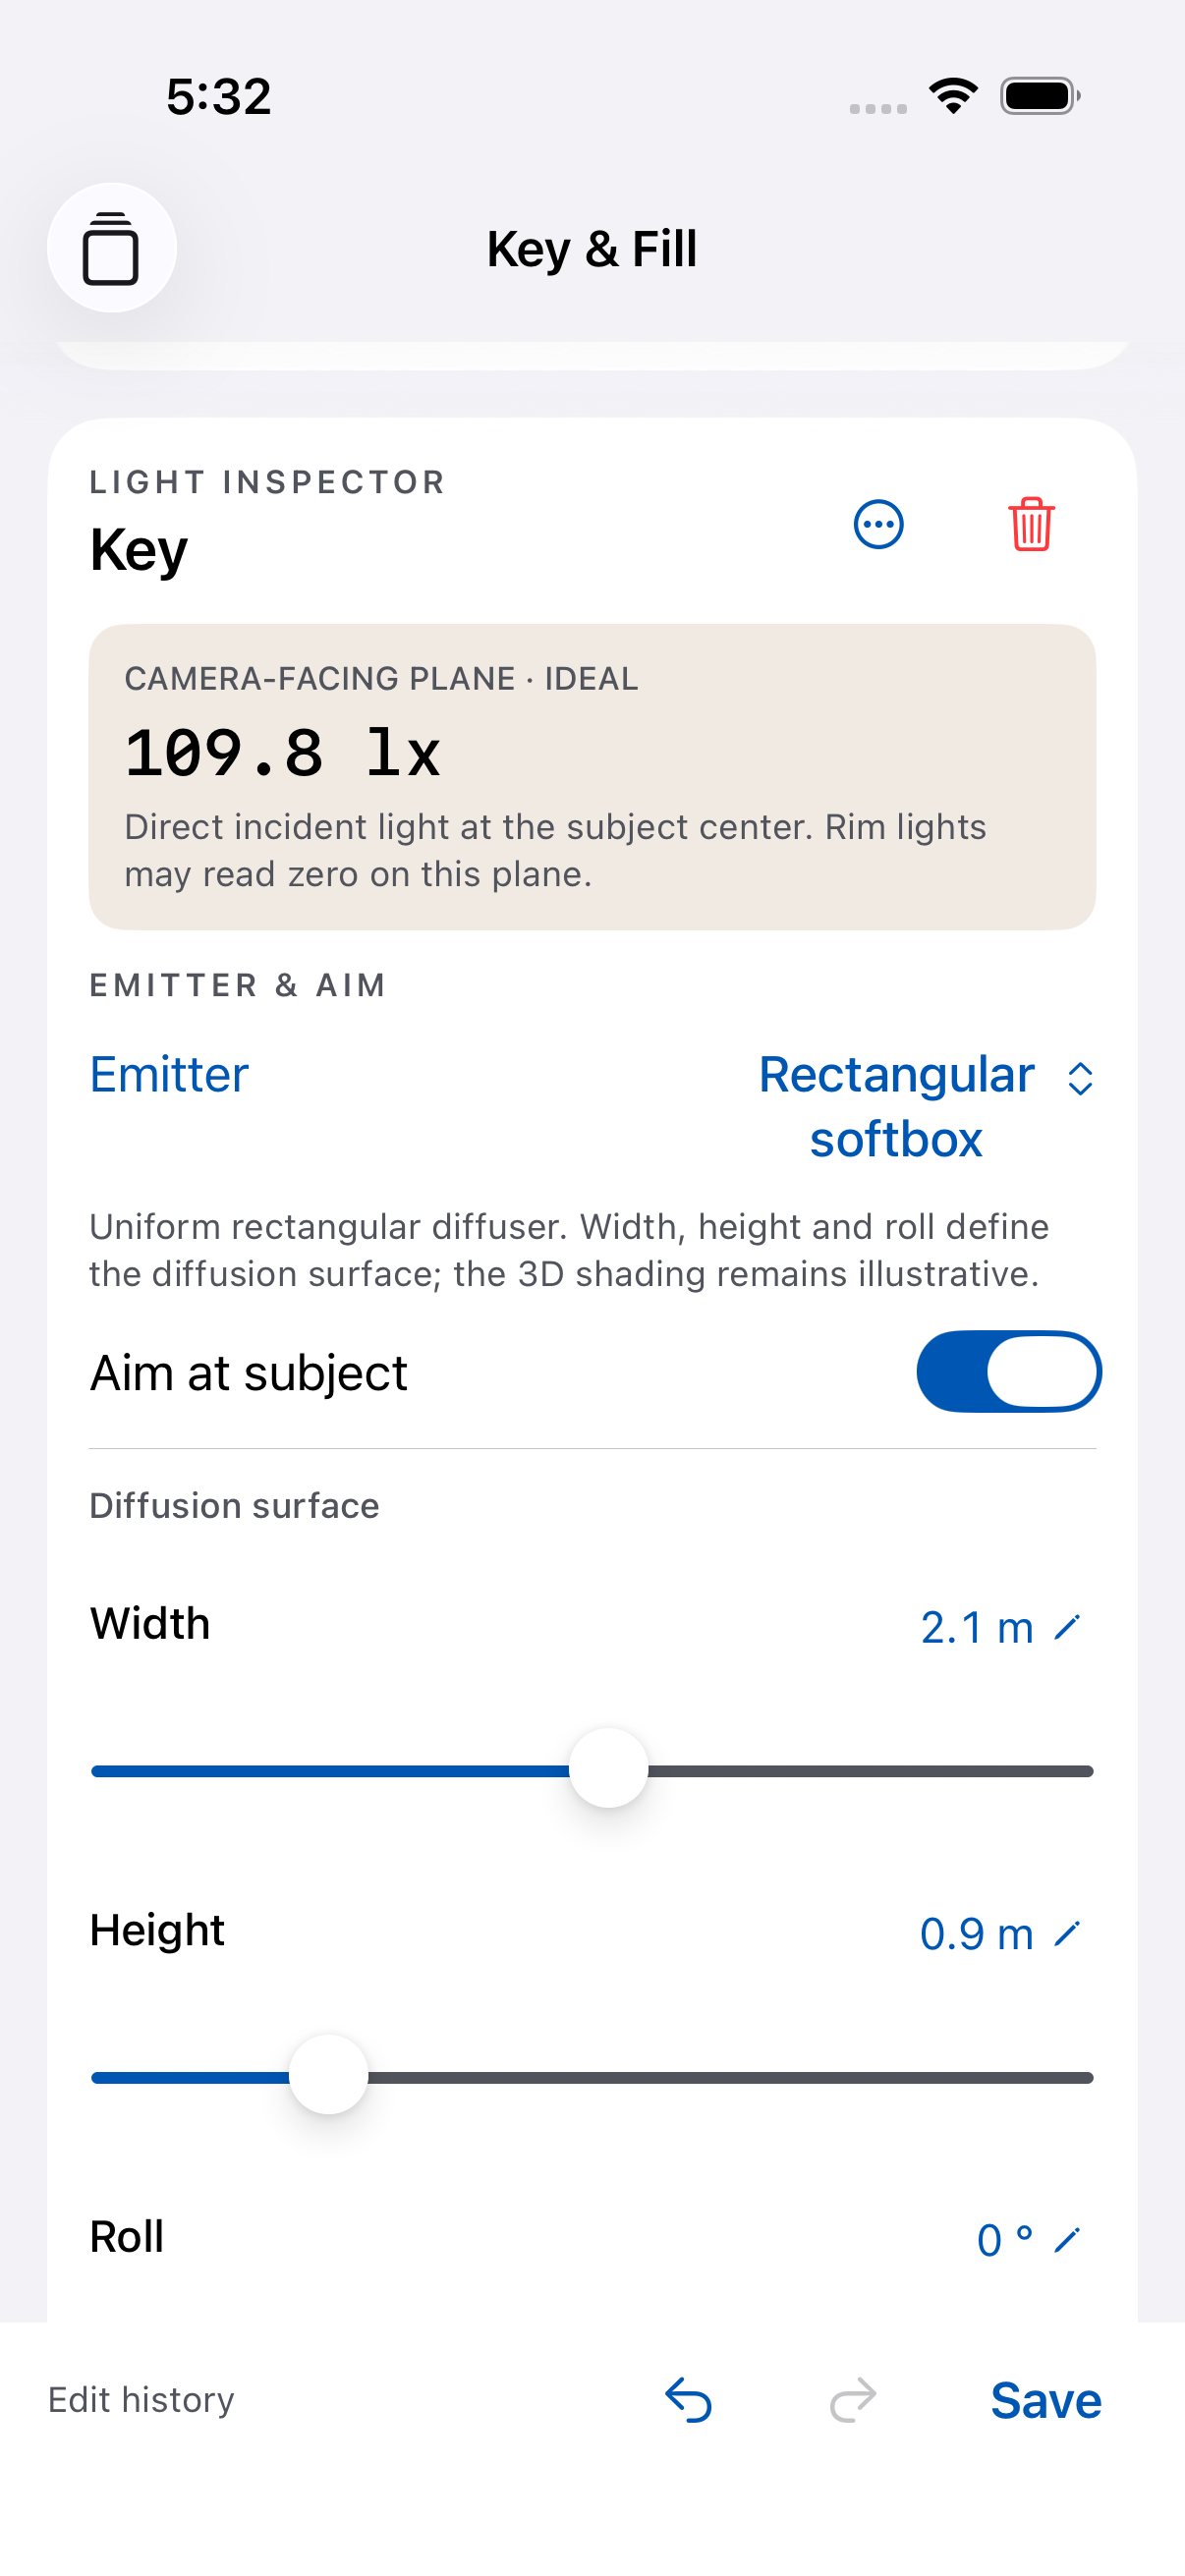 5:32
Key & Fill
LIGHT INSPECTOR
Key
CAMERA-FACING PLANE · IDEAL
109.8 lx
Direct incident light at the subject center. Rim lights
may read zero on this plane.
EMITTER & AIM
Emitter
Rectangular
softbox
Uniform rectangular diffuser. Width, height and roll define
the diffusion surface; the 3D shading remains illustrative.
Aim at subject
Diffusion surface
Width
2.1 m
Height
0.9 m
Roll
0 °
Edit history
Save